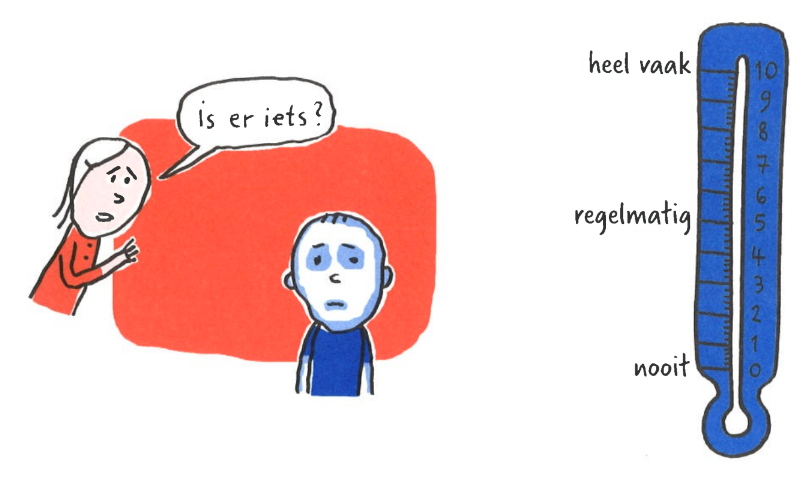 is er iets?
heel vaak
10
9
8
7
6
regelmatig
5
4
3
2
1
nooit
0